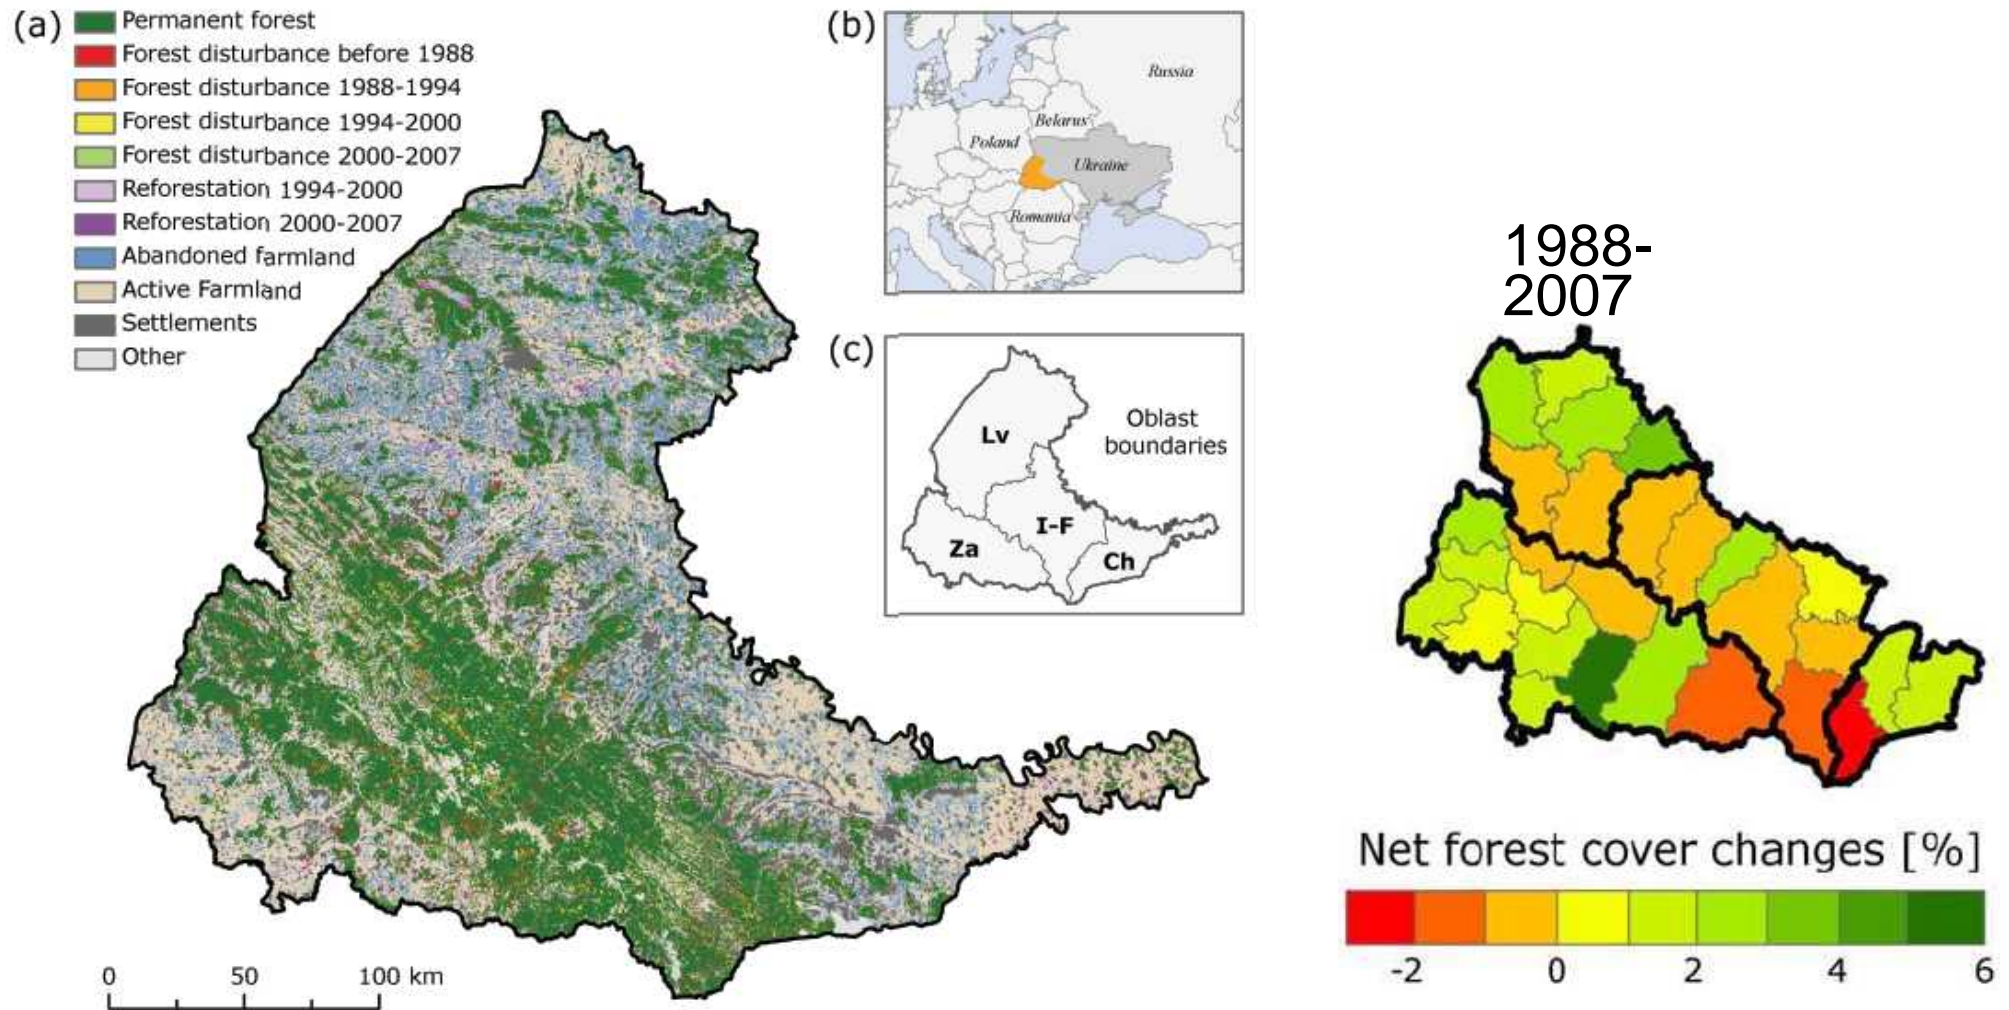 (a)
Permanent forest
Forest disturbance before 1988
Forest disturbance 1988-1994
Forest disturbance 1994-2000
Forest disturbance 2000-2007
Reforestation 1994-2000
Reforestation 2000-2007
Abandoned farmland
Active Farmland
Settlements
Other
0 50 100 km
(b)
Russia
Belarus
Poland
Ukraine
Romania
(c)
Oblast
boundaries
Lv
I-F
Za
Ch
1988-
2007
Net forest cover changes [%]
-2 0 2 4 6